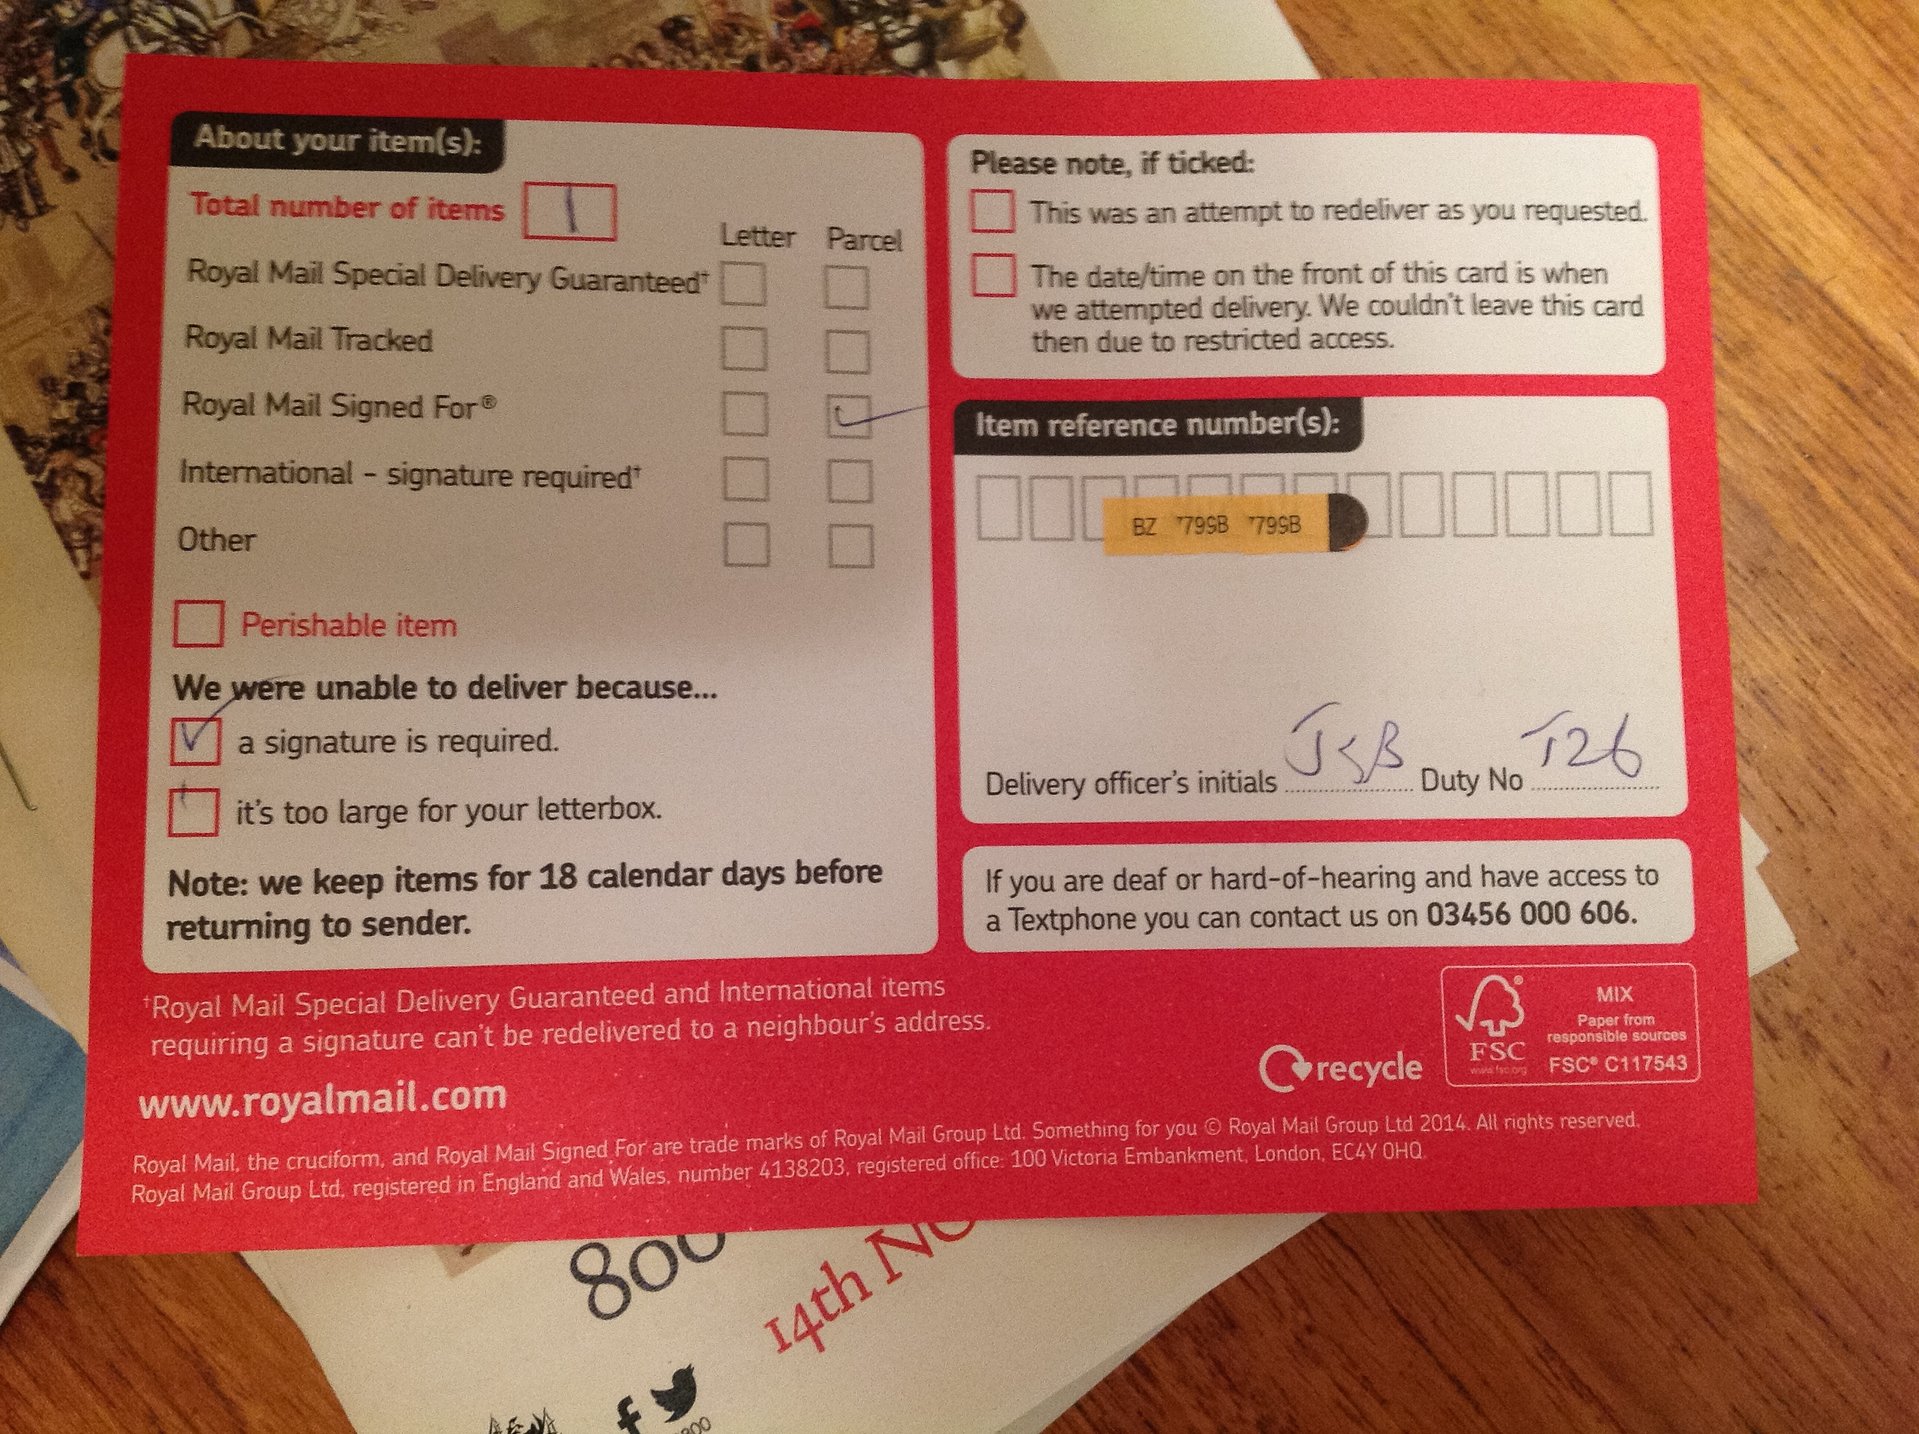 About your item(s):
Total number of items 1
Letter Parcel
Royal Mail Special Delivery Guaranteed†
Royal Mail Tracked
Royal Mail Signed For®
International - signature required†
Other
Perishable item
We were unable to deliver because...
a signature is required.
it's too large for your letterbox.
Note: we keep items for 18 calendar days before
returning to sender.
Please note, if ticked:
This was an attempt to redeliver as you requested.
The date/time on the front of this card is when
we attempted delivery. We couldn't leave this card
then due to restricted access.
Item reference number(s):
BZ 799B 799B
Delivery officer's initials JSB Duty No T26
If you are deaf or hard-of-hearing and have access to
a Textphone you can contact us on 03456 000 606.
†Royal Mail Special Delivery Guaranteed and International items
requiring a signature can't be redelivered to a neighbour's address.
www.royalmail.com
recycle
FSC
www.fsc.org
MIX
Paper from
responsible sources
FSC® C117543
Royal Mail, the cruciform, and Royal Mail Signed For are trade marks of Royal Mail Group Ltd. Something for you © Royal Mail Group Ltd 2014. All rights reserved.
Royal Mail Group Ltd, registered in England and Wales, number 4138203, registered office: 100 Victoria Embankment, London, EC4Y 0HQ.
800
14th No